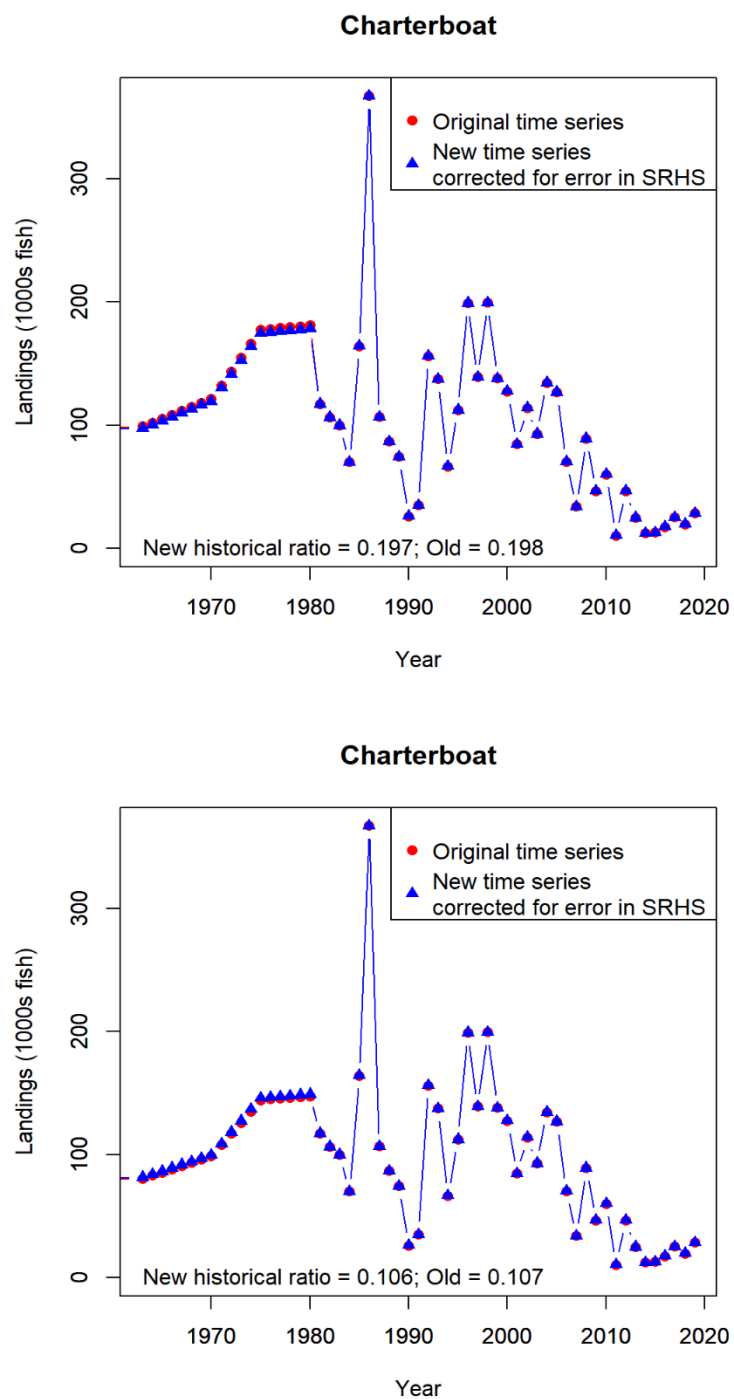 Charterboat
Original time series
New time series
corrected for error in SRHS
Landings (1000s fish)
300
200
100
0
New historical ratio = 0.197; Old = 0.198
1970 1980 1990 2000 2010 2020
Year
Charterboat
Original time series
New time series
corrected for error in SRHS
Landings (1000s fish)
300
200
100
0
New historical ratio = 0.106; Old = 0.107
1970 1980 1990 2000 2010 2020
Year